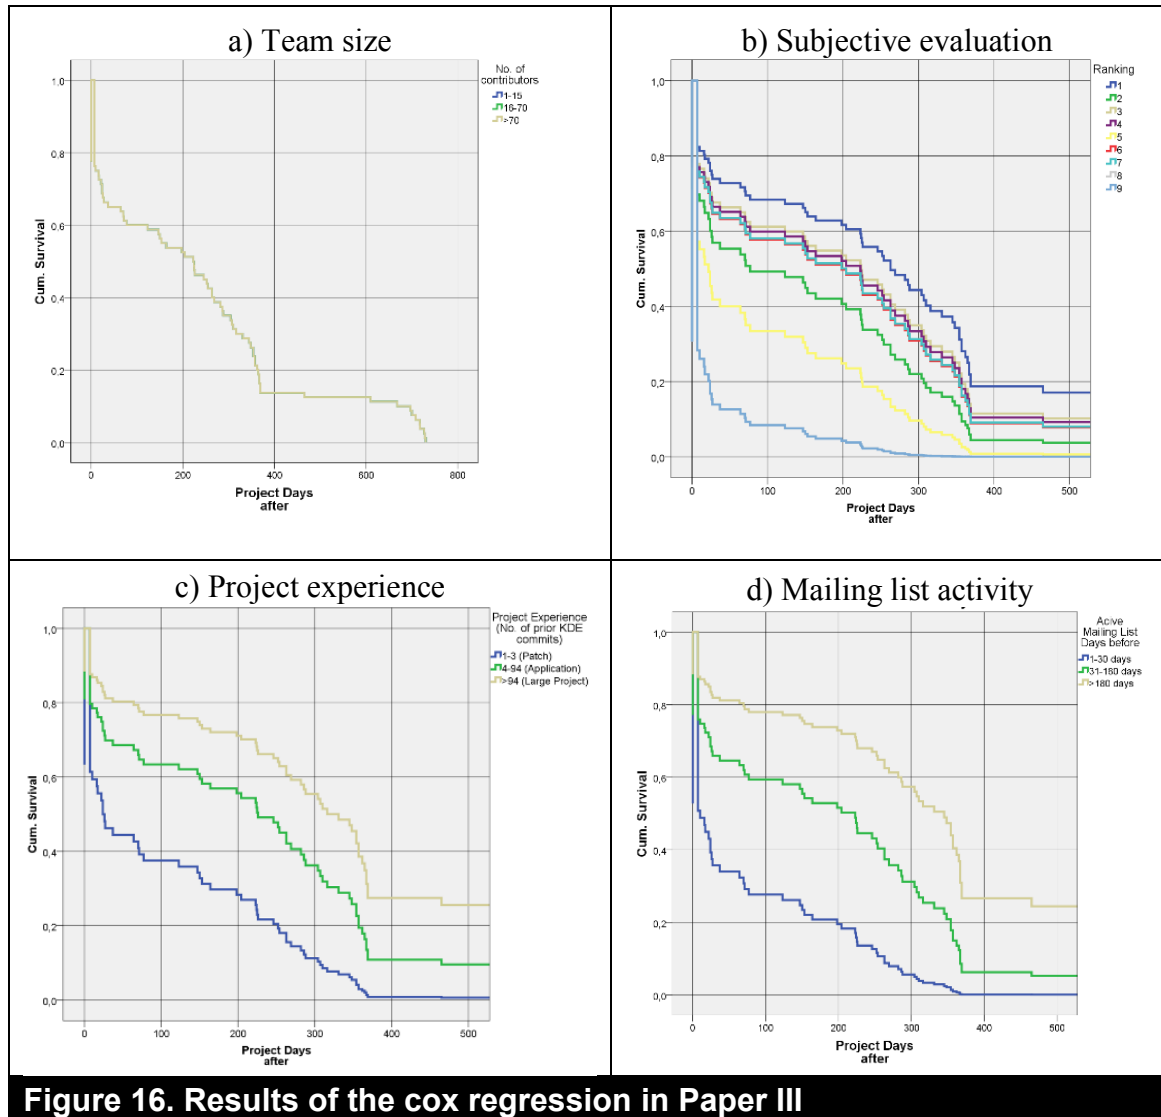 a) Team size
No. of
contributors
1-15
16-70
>70
1,0
0,8
0,6
0,4
0,2
0,0
Cum. Survival
0 200 400 600 800
Project Days
after
b) Subjective evaluation
Ranking
1
2
3
4
5
6
7
8
9
1,0
0,8
0,6
0,4
0,2
0,0
Cum. Survival
0 100 200 300 400 500
Project Days
after
c) Project experience
Project Experience
(No. of prior KDE
commits)
1-3 (Patch)
4-94 (Application)
>94 (Large Project)
1,0
0,8
0,6
0,4
0,2
0,0
Cum. Survival
0 100 200 300 400 500
Project Days
after
d) Mailing list activity
Acive
Mailing List
Days before
1-30 days
31-180 days
>180 days
1,0
0,8
0,6
0,4
0,2
0,0
Cum. Survival
0 100 200 300 400 500
Project Days
after
Figure 16. Results of the cox regression in Paper III